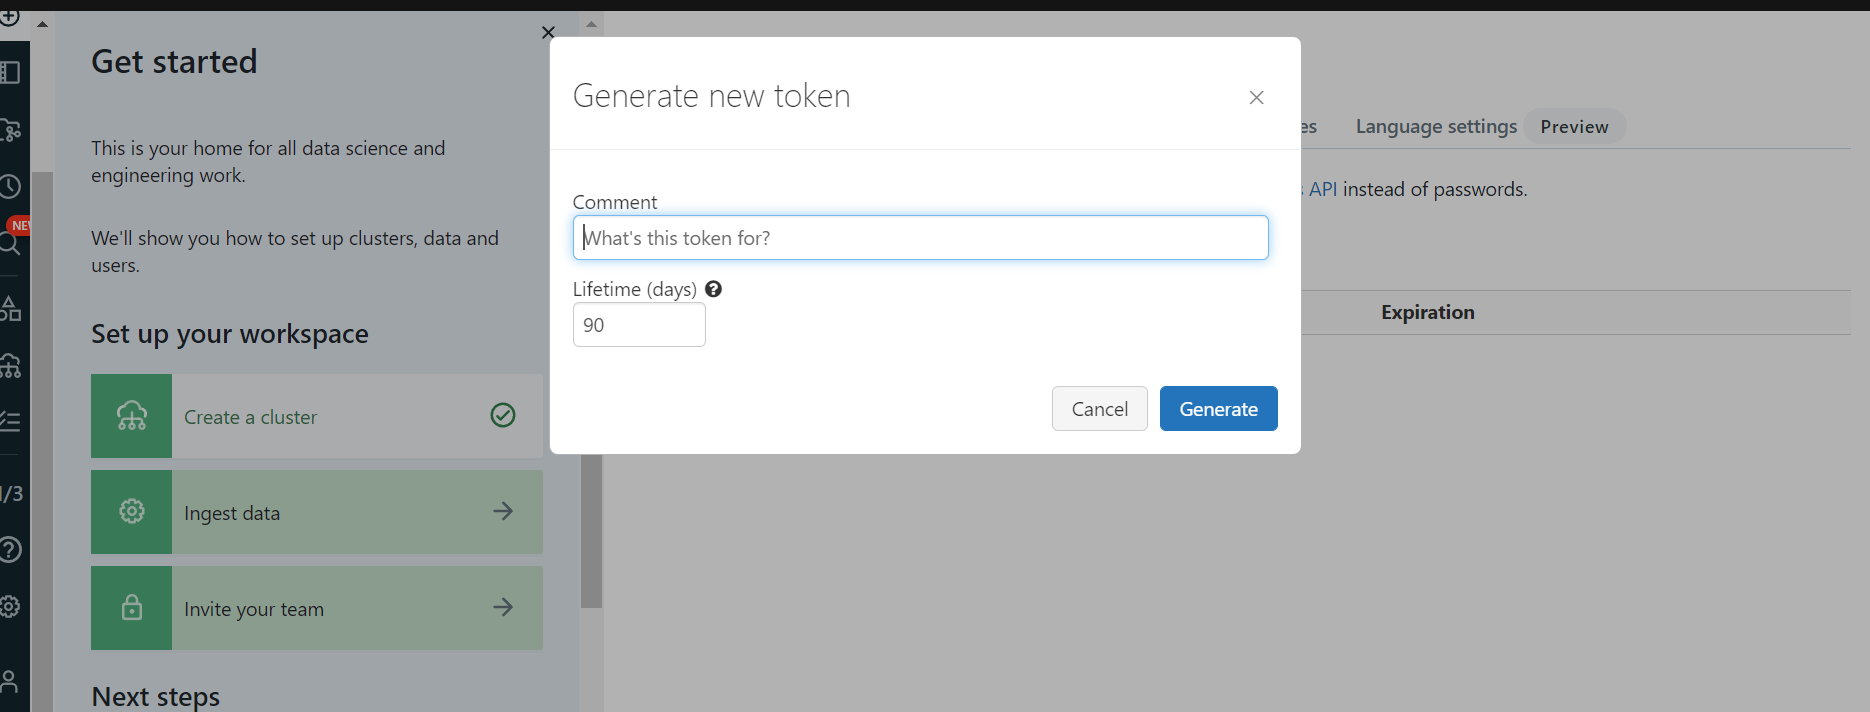 Get started
This is your home for all data science and
engineering work.
We'll show you how to set up clusters, data and
users.
Set up your workspace
Create a cluster
Ingest data
Invite your team
Next steps
NEW
1/3
Generate new token
Comment
What's this token for?
Lifetime (days)
90
Cancel
Generate
Language settings
Preview
API instead of passwords.
Expiration